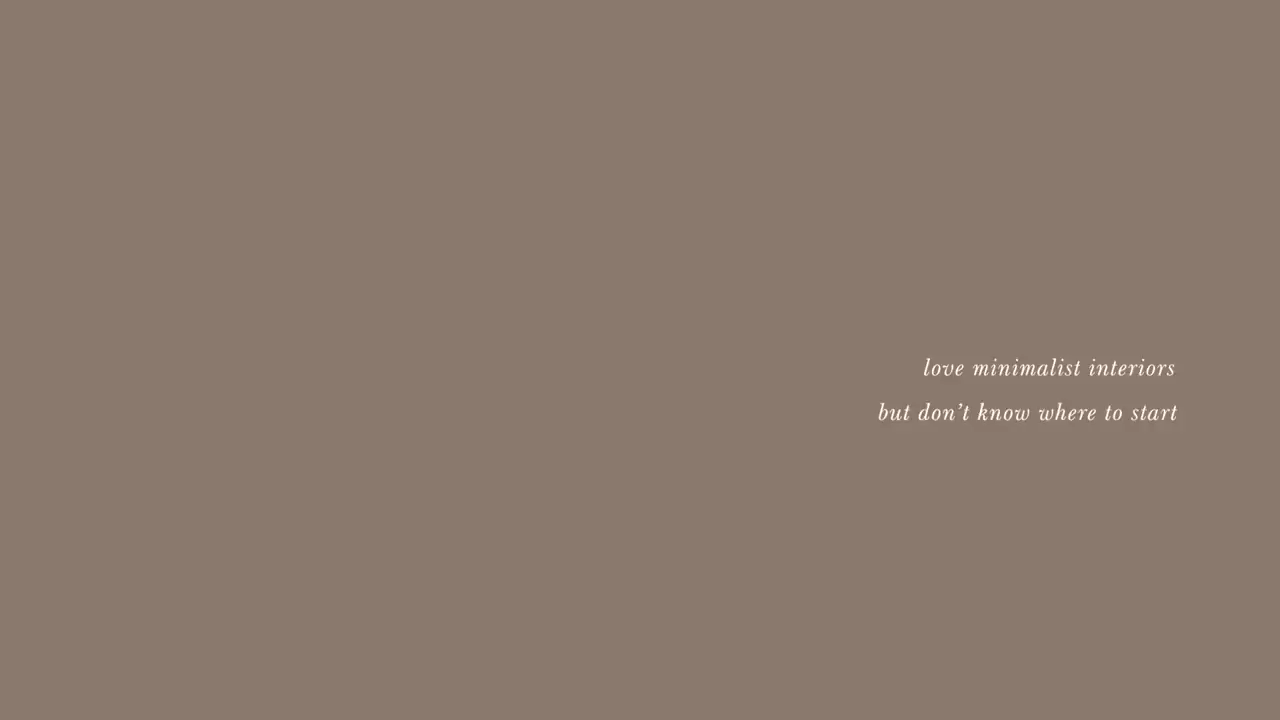 love minimalist interiors
but don’t know where to start